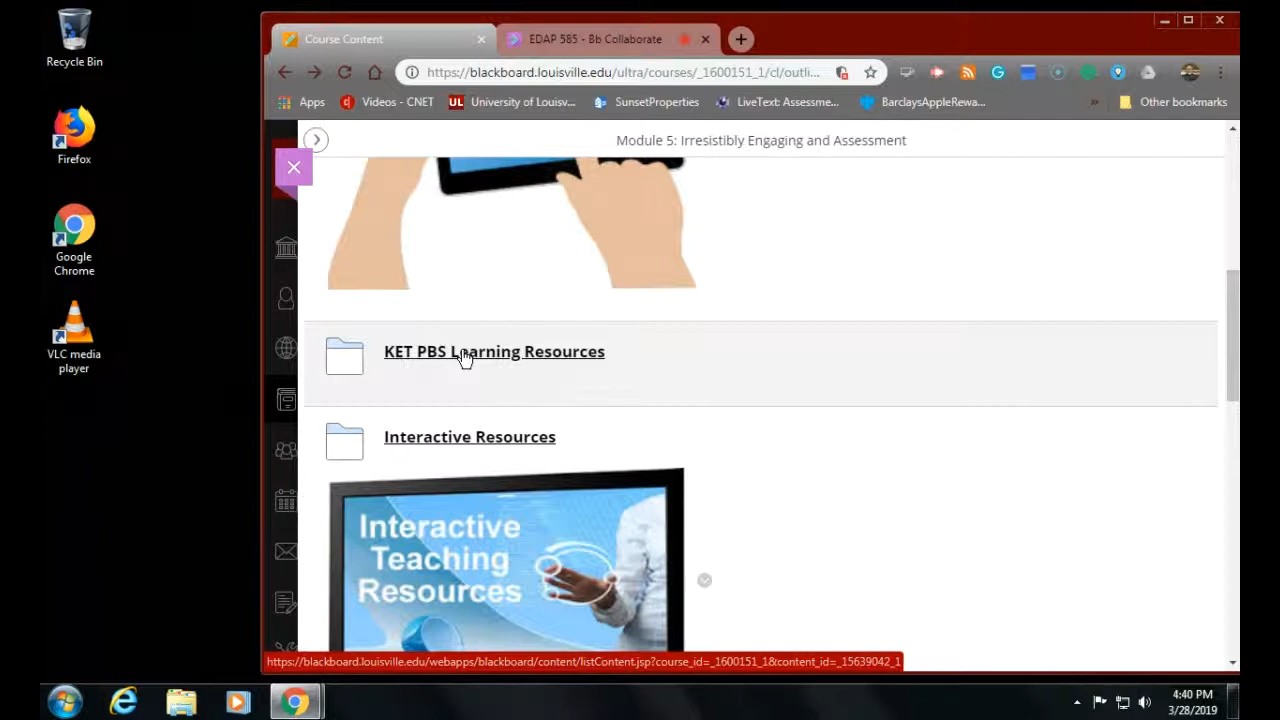 Recycle Bin
Firefox
Google
Chrome
VLC media
player
Course Content
EDAP 585 - Bb Collaborate
https://blackboard.louisville.edu/ultra/courses/_1600151_1/cl/outli...
Apps
Videos - CNET
UL University of Louisv...
SunsetProperties
LiveText: Assessme...
BarclaysAppleRewa...
»
Other bookmarks
Module 5: Irresistibly Engaging and Assessment
KET PBS Learning Resources
Interactive Resources
Interactive
Teaching
Resources
https://blackboard.louisville.edu/webapps/blackboard/content/listContent.jsp?course_id=_1600151_1&content_id=_15639042_1
4:40 PM
3/28/2019